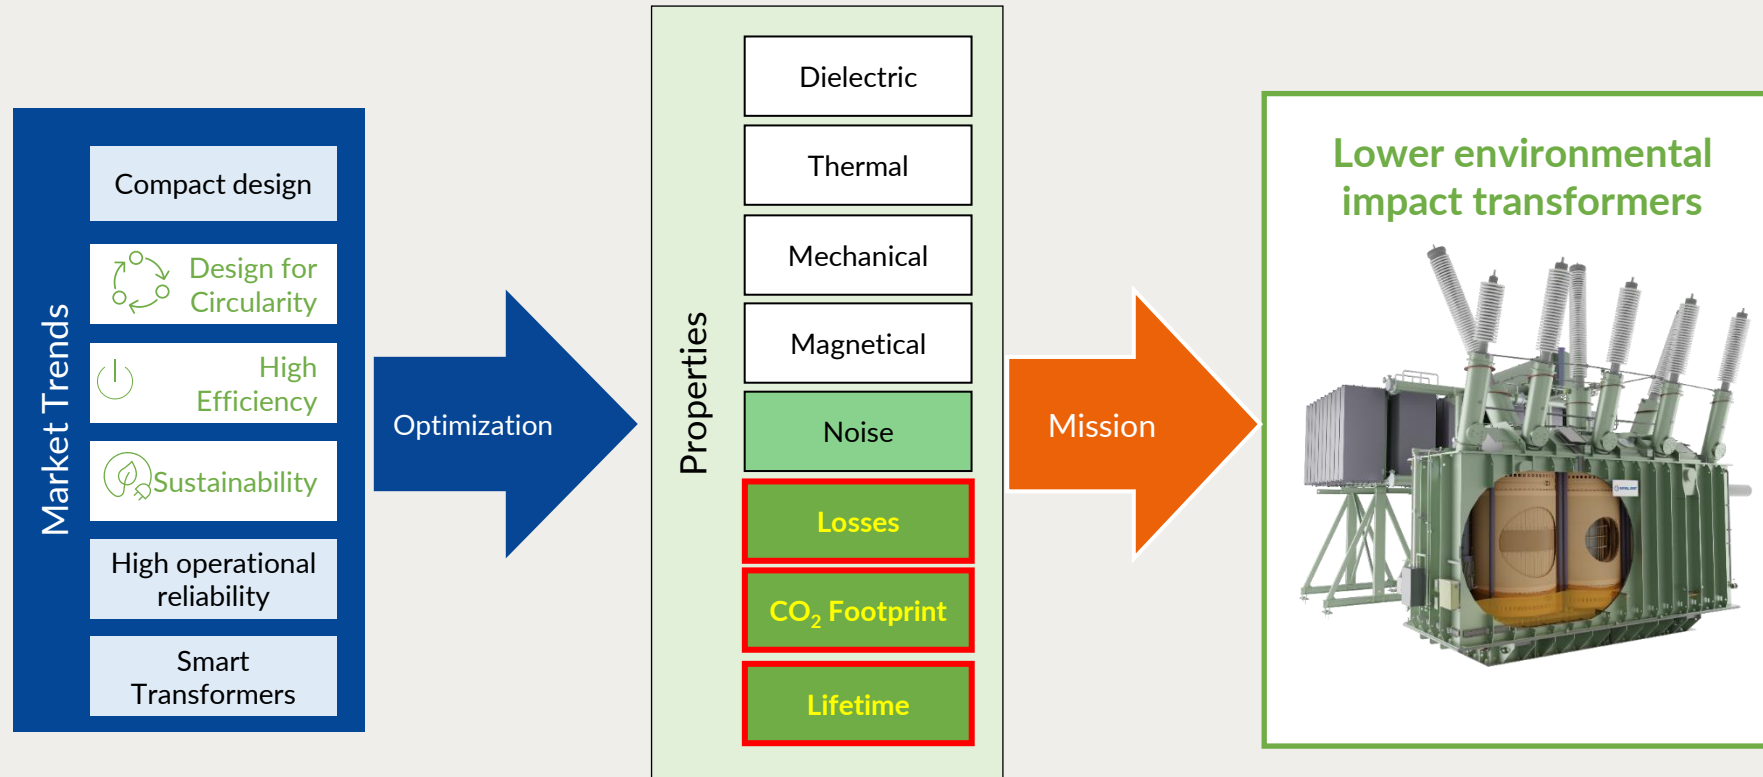 Market Trends
Compact design
Design for
Circularity
High
Efficiency
Sustainability
High operational
reliability
Smart
Transformers
Optimization
Properties
Dielectric
Thermal
Mechanical
Magnetical
Noise
Losses
CO₂ Footprint
Lifetime
Mission
Lower environmental
impact transformers